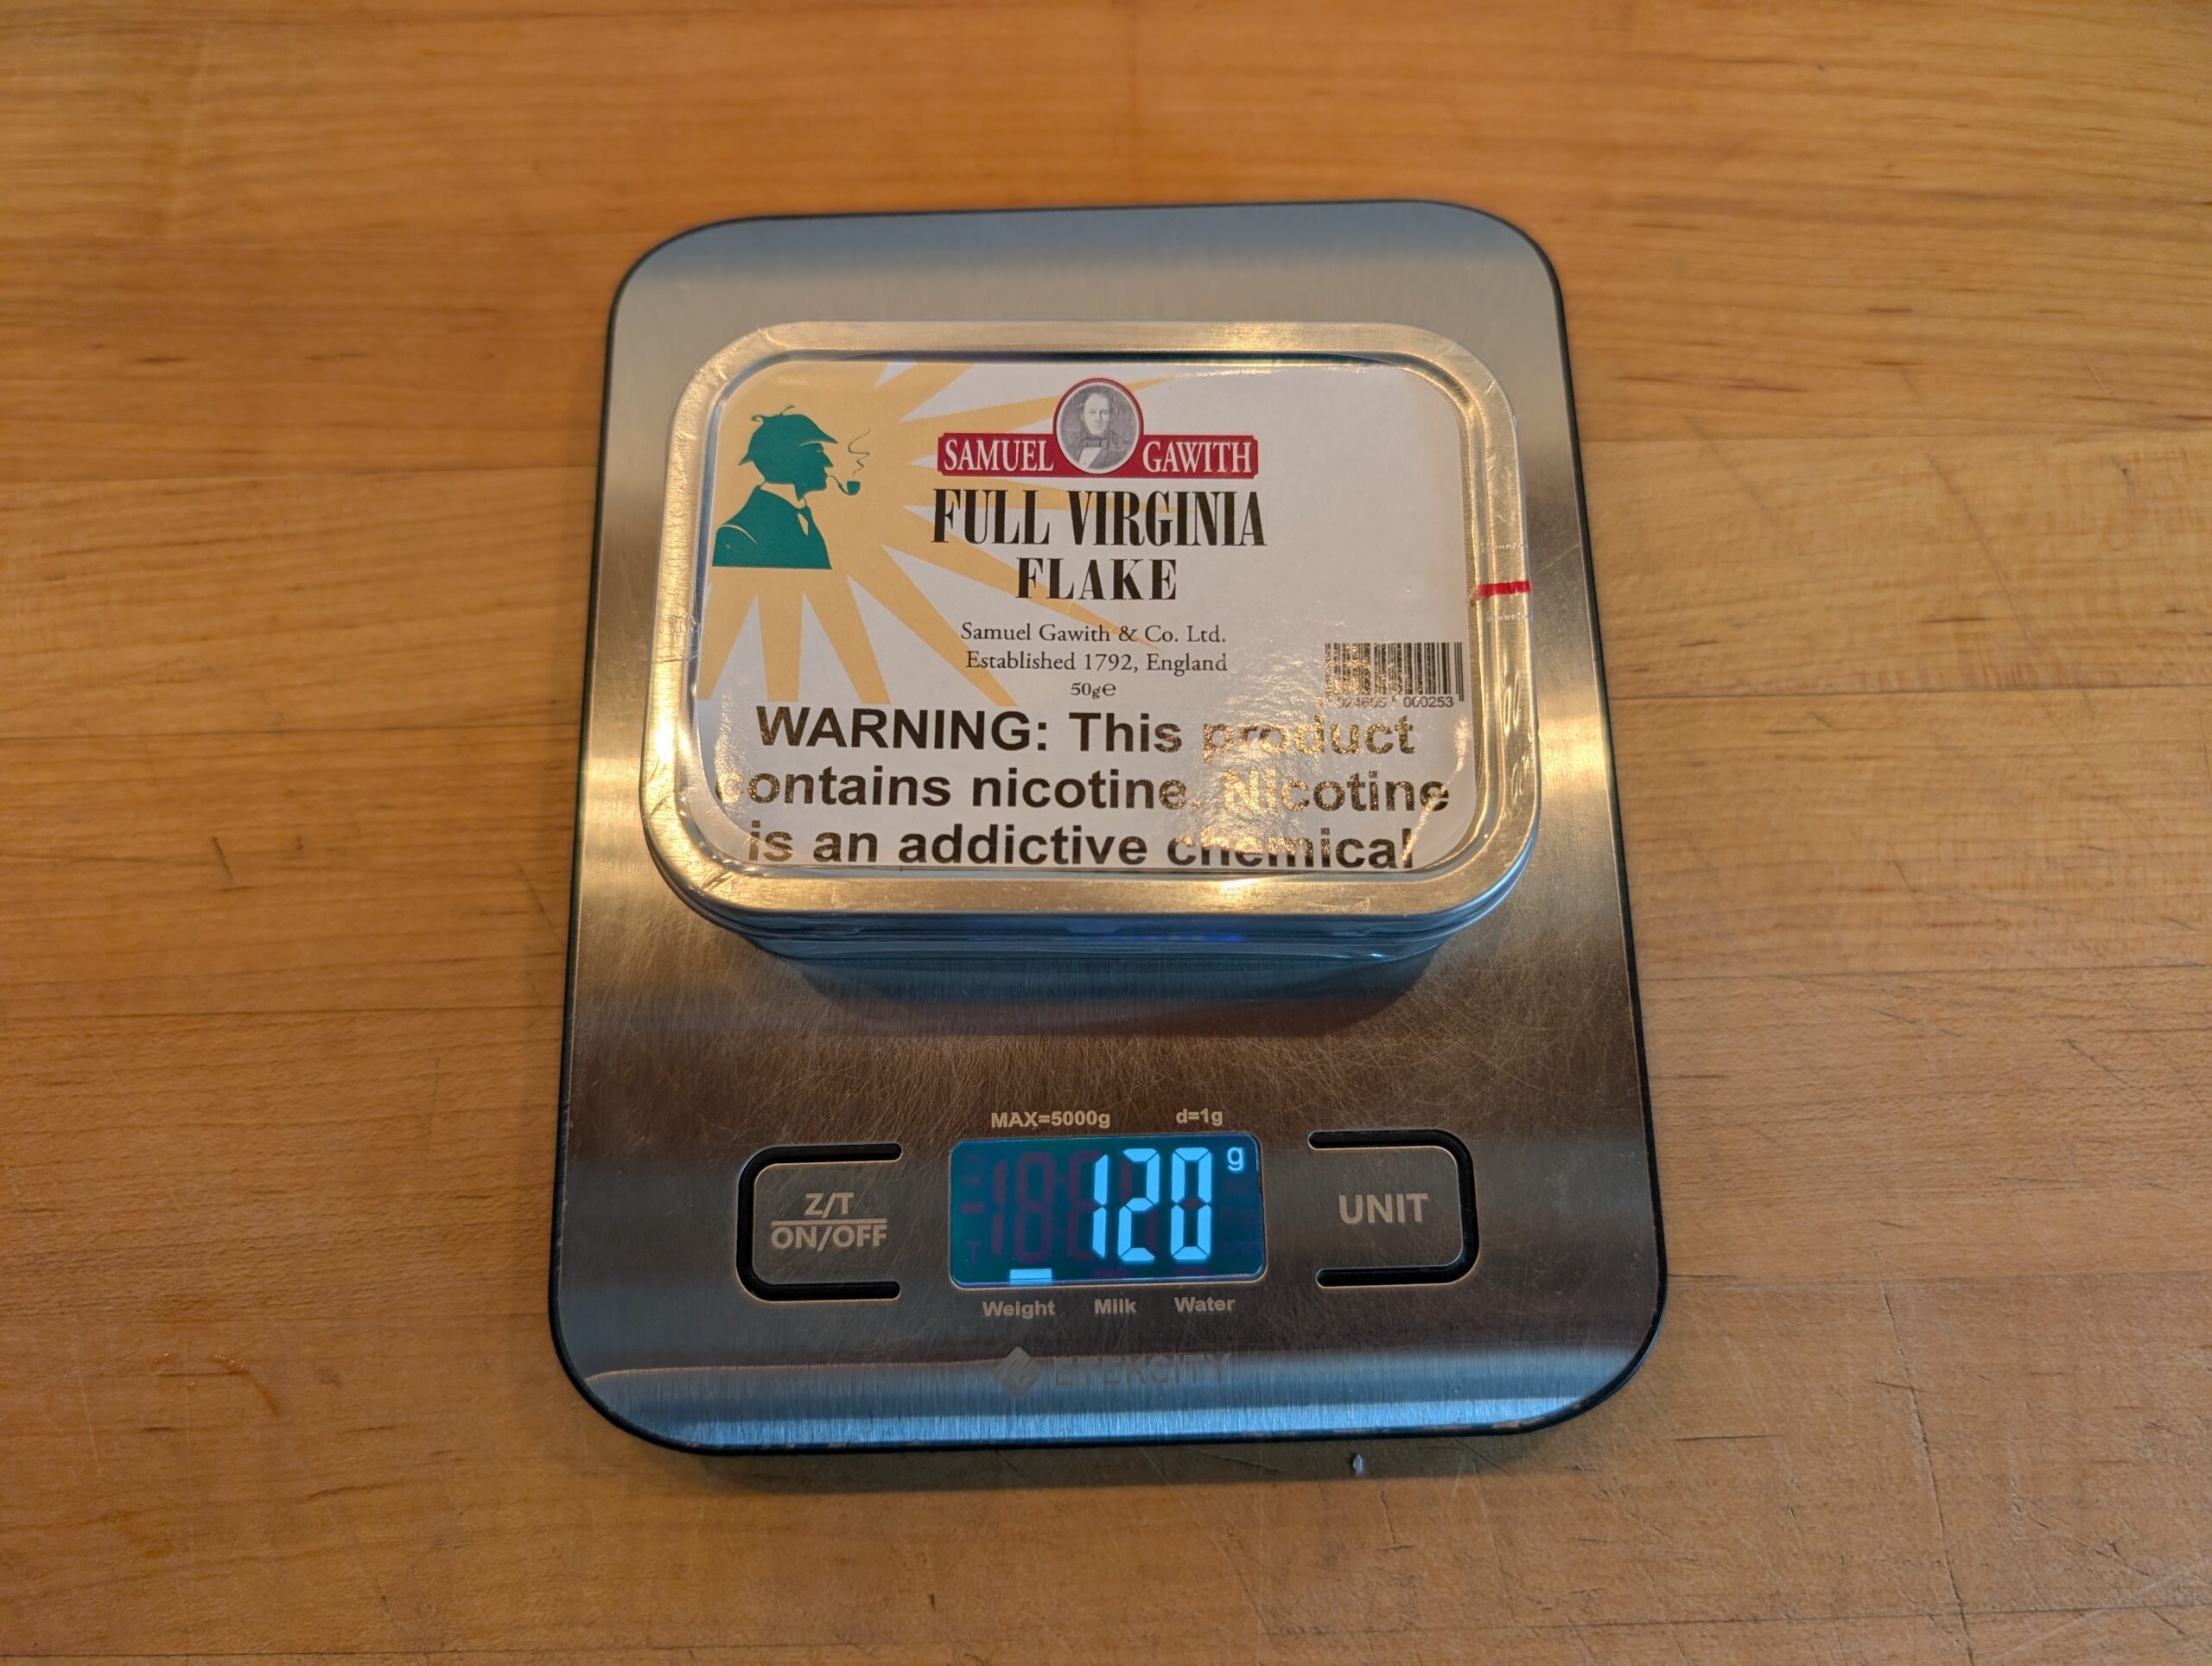 SAMUEL GAWITH
FULL VIRGINIA
FLAKE
Samuel Gawith & Co. Ltd.
Established 1792, England
50g℮
000253
WARNING: This product
contains nicotine. Nicotine
is an addictive chemical
MAX=5000g d=1g
Z/T
ON/OFF
120 g
UNIT
Weight Milk Water
ETEKCITY